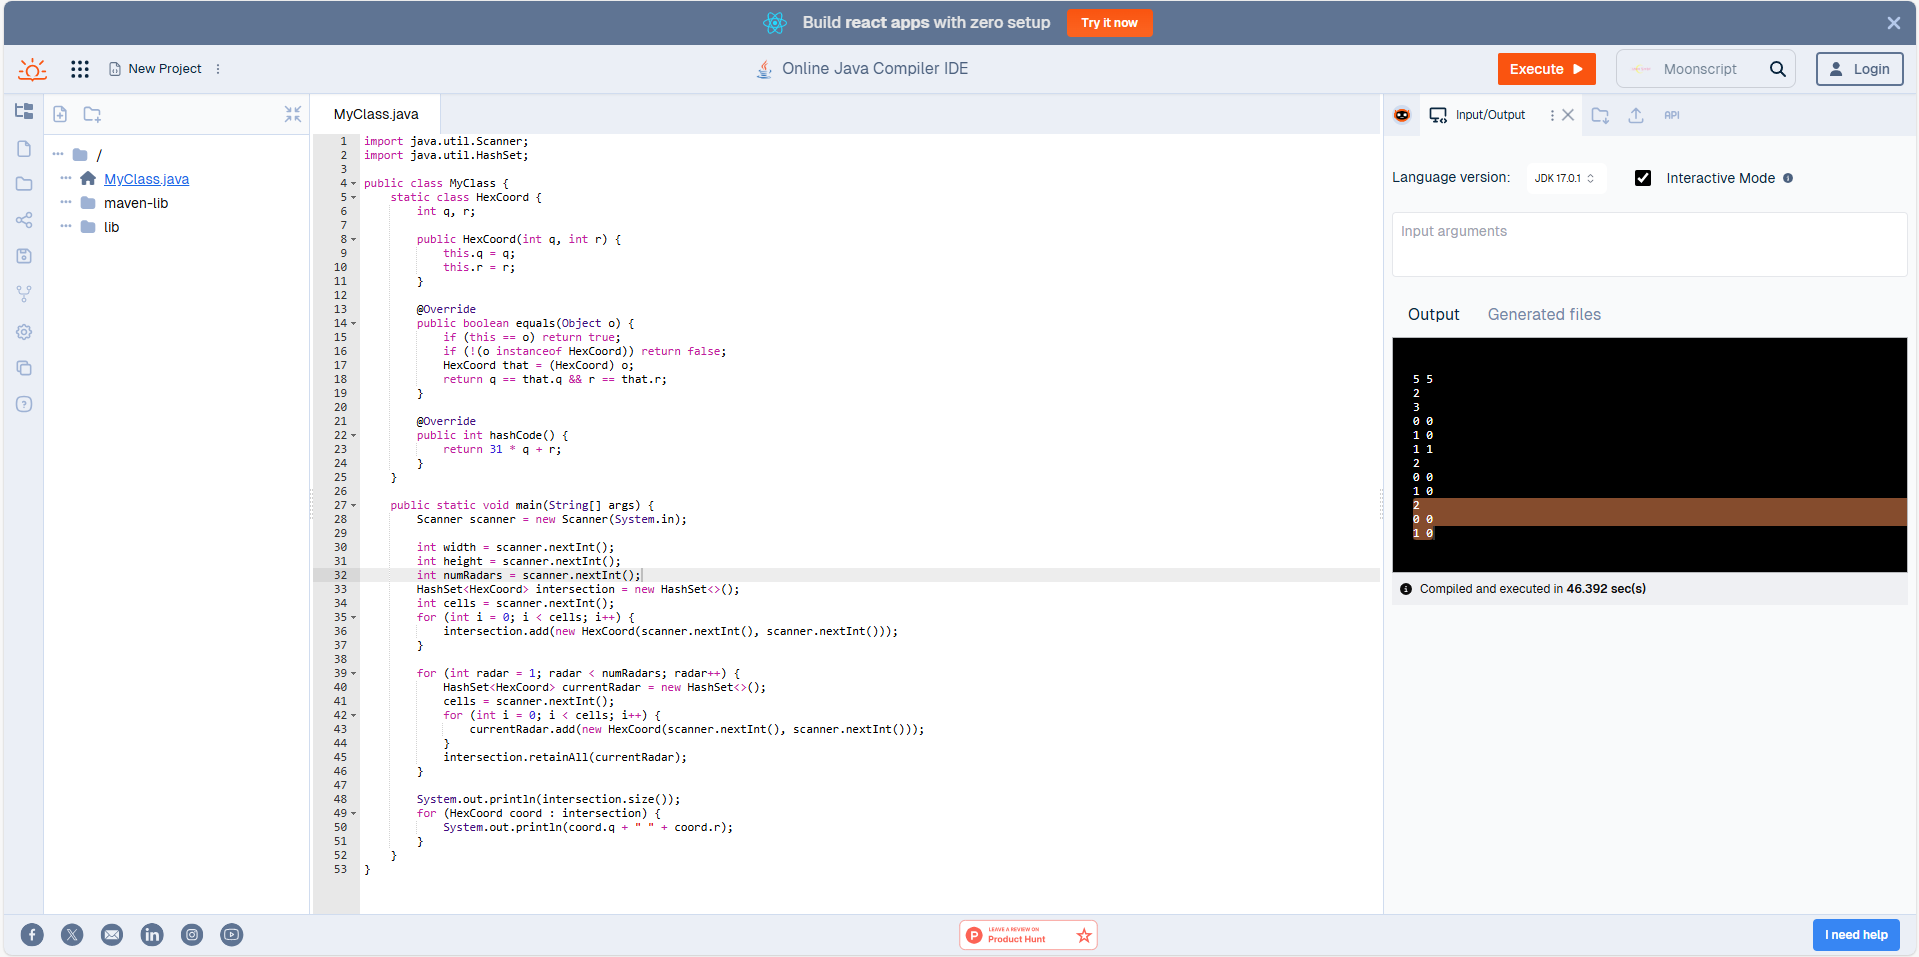 Build react apps with zero setup Try it now
New Project
Online Java Compiler IDE
Execute
Moonscript
Login
/
MyClass.java
maven-lib
lib
MyClass.java
1 import java.util.Scanner;
2 import java.util.HashSet;
3
4 public class MyClass {
5     static class HexCoord {
6         int q, r;
7
8         public HexCoord(int q, int r) {
9             this.q = q;
10             this.r = r;
11         }
12
13         @Override
14         public boolean equals(Object o) {
15             if (this == o) return true;
16             if (!(o instanceof HexCoord)) return false;
17             HexCoord that = (HexCoord) o;
18             return q == that.q && r == that.r;
19         }
20
21         @Override
22         public int hashCode() {
23             return 31 * q + r;
24         }
25     }
26
27     public static void main(String[] args) {
28         Scanner scanner = new Scanner(System.in);
29
30         int width = scanner.nextInt();
31         int height = scanner.nextInt();
32         int numRadars = scanner.nextInt();
33         HashSet<HexCoord> intersection = new HashSet<>();
34         int cells = scanner.nextInt();
35         for (int i = 0; i < cells; i++) {
36             intersection.add(new HexCoord(scanner.nextInt(), scanner.nextInt()));
37         }
38
39         for (int radar = 1; radar < numRadars; radar++) {
40             HashSet<HexCoord> currentRadar = new HashSet<>();
41             cells = scanner.nextInt();
42             for (int i = 0; i < cells; i++) {
43                 currentRadar.add(new HexCoord(scanner.nextInt(), scanner.nextInt()));
44             }
45             intersection.retainAll(currentRadar);
46         }
47
48         System.out.println(intersection.size());
49         for (HexCoord coord : intersection) {
50             System.out.println(coord.q + " " + coord.r);
51         }
52     }
53 }
Input/Output
API
Language version: JDK 17.0.1 Interactive Mode
Input arguments
Output Generated files
5 5
2
3
0 0
1 0
1 1
2
0 0
1 0
2
0 0
1 0
Compiled and executed in 46.392 sec(s)
LEAVE A REVIEW ON
Product Hunt
I need help